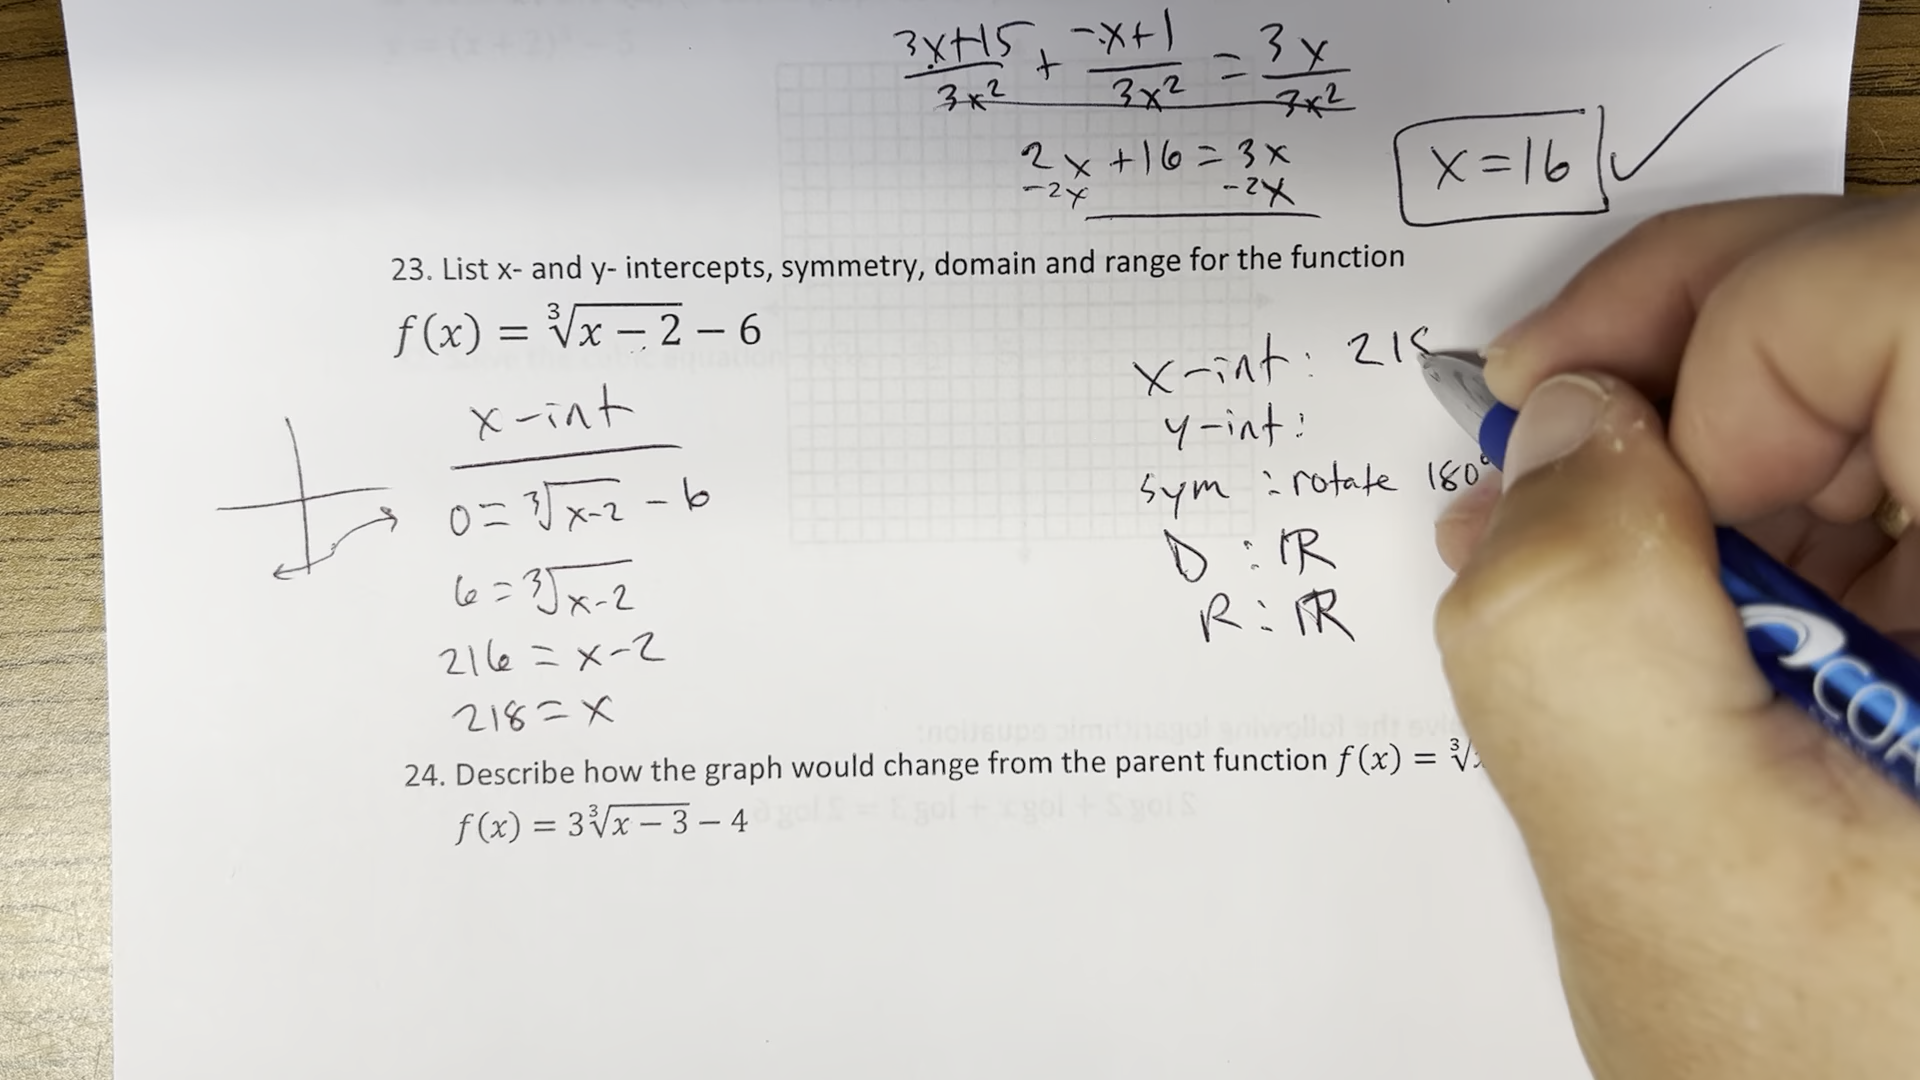 3x+15/3x² + -x+1/3x² = 3x/3x²
2x + 16 = 3x
-2x -2x
x = 16 ✓
23. List x- and y- intercepts, symmetry, domain and range for the function
f(x) = ∛(x − 2) − 6
x-int
0 = ∛(x-2) - 6
6 = ∛(x-2)
216 = x-2
218 = x
x-int: 218
y-int:
sym : rotate 180°
D : ℝ
R : ℝ
24. Describe how the graph would change from the parent function f(x) = ∛
f(x) = 3∛(x − 3) − 4